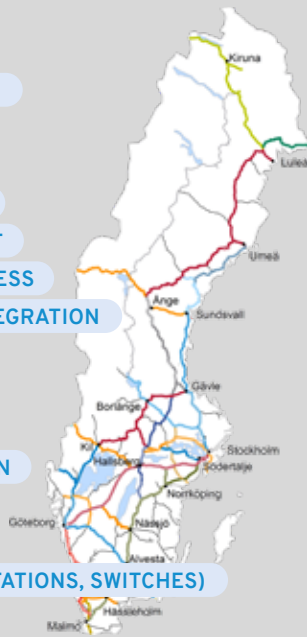 Kiruna
Luleå
Umeå
ESS
Ånge
EGRATION
Sundsvall
Gävle
Borlänge
Kil
Stockholm
Hallsberg
N
Södertälje
Norrköping
Göteborg
Nässjö
Alvesta
TATIONS, SWITCHES)
Hässleholm
Malmö